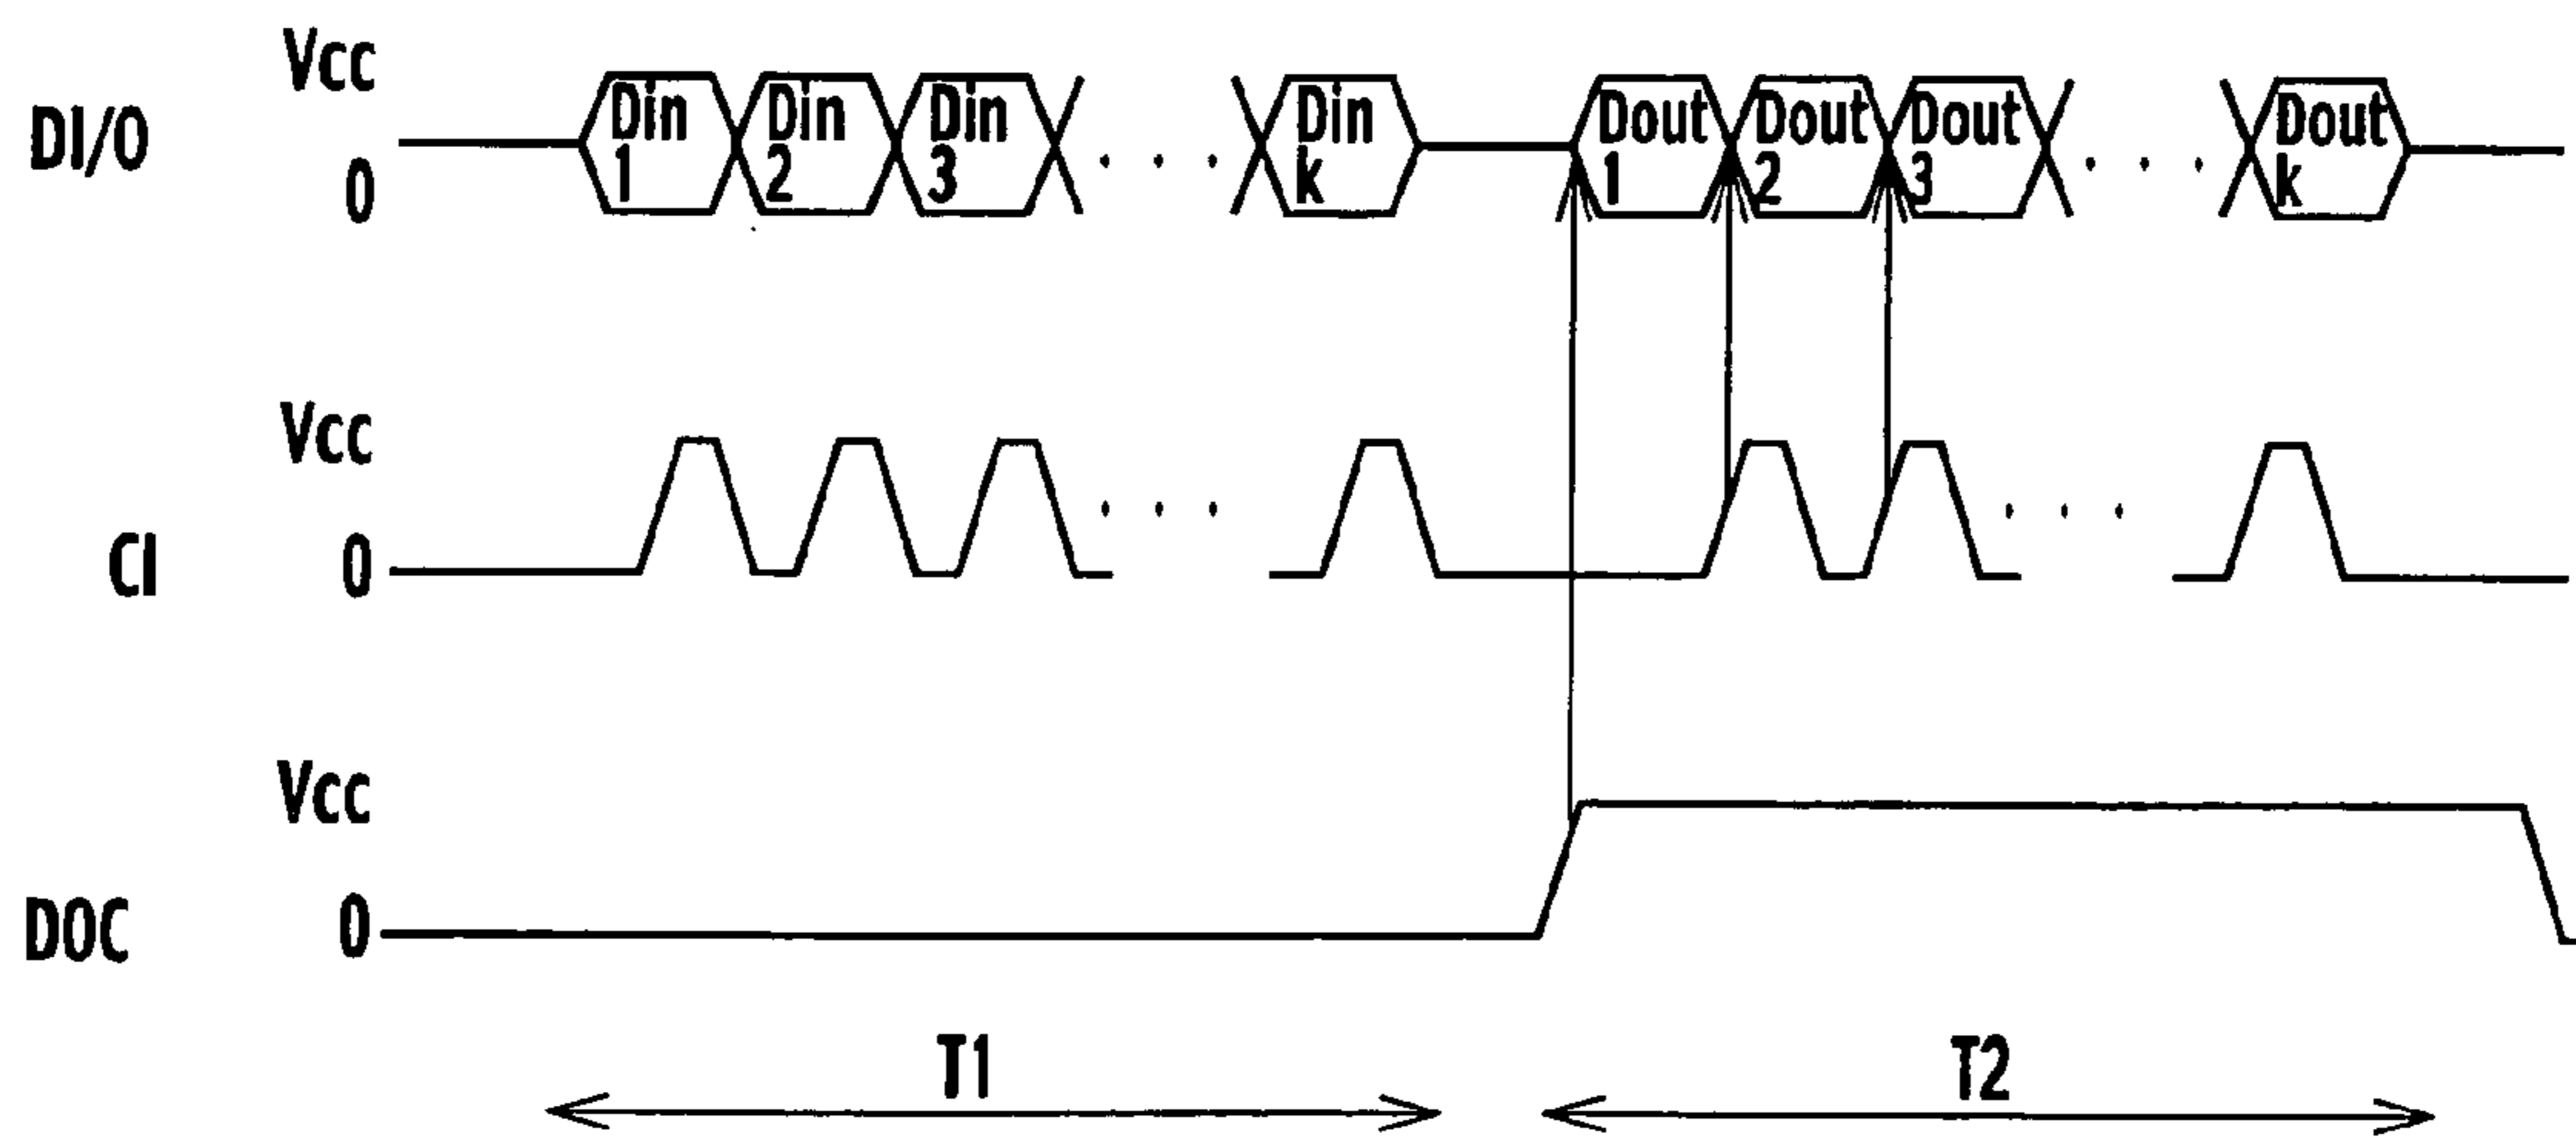 Vcc
DI/O
0
Din 1
Din 2
Din 3
. . .
Din k
Dout 1
Dout 2
Dout 3
. . .
Dout k
Vcc
CI
0
. . .
. . .
Vcc
DOC
0
T1
T2